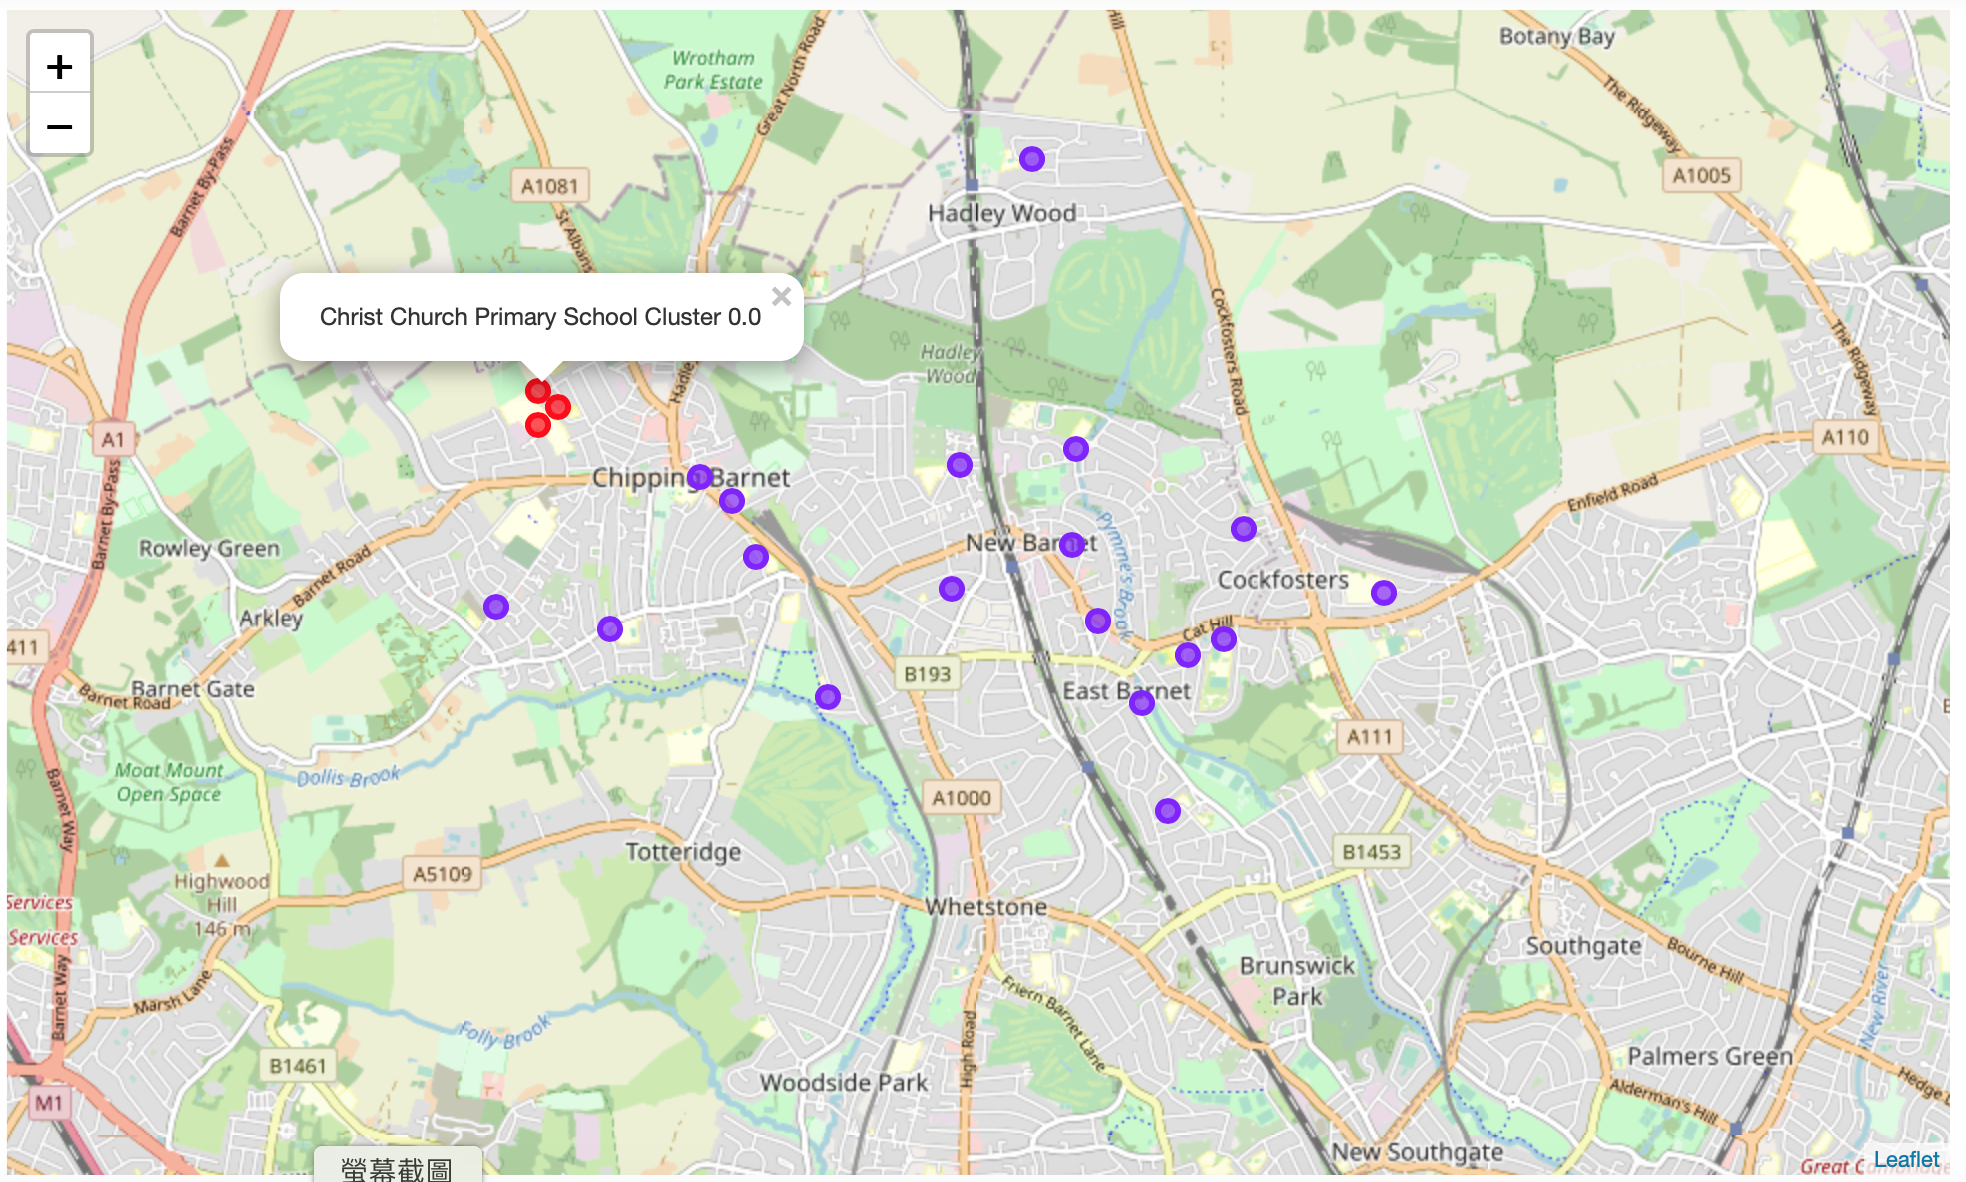 +
−
Botany Bay
Wrotham
Park Estate
Great North Road
Hill
The Ridgeway
Barnet By-Pass
A1081
A1005
St Albans
Hadley Wood
Christ Church Primary School Cluster 0.0
×
Cockfosters Road
The Ridgeway
Hadley
Wood
Hadle
A1
A110
Chipping Barnet
Enfield Road
Barnet By-Pass
Rowley Green
New Barnet
Pymme's Brook
Barnet Road
Cockfosters
Arkley
Cat Hill
411
B193
Barnet Gate
Barnet Road
East Barnet
A111
Moat Mount
Open Space
Dollis Brook
A1000
Barnet Way
Totteridge
B1453
A5109
Highwood
Hill
146 m
Services
Services
Whetstone
Southgate
Bourne Hill
Brunswick
Park
Marsh Lane
Barnet Way
Friern Barnet Lane
New River
Folly Brook
High Road
B1461
Palmers Green
Woodside Park
Alderman's Hill
Hedge L
M1
New Southgate
Great C
Leaflet
螢幕截圖